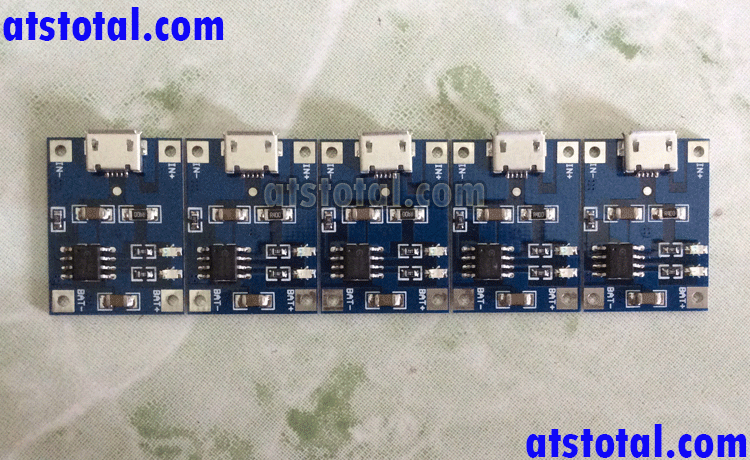 atstotal.com
IN- IN+ IN- IN+ IN- IN+ IN- IN+ IN- IN+
atstotal.com
BAT- BAT+ BAT- BAT+ BAT- BAT+ BAT- BAT+ BAT- BAT+
atstotal.com